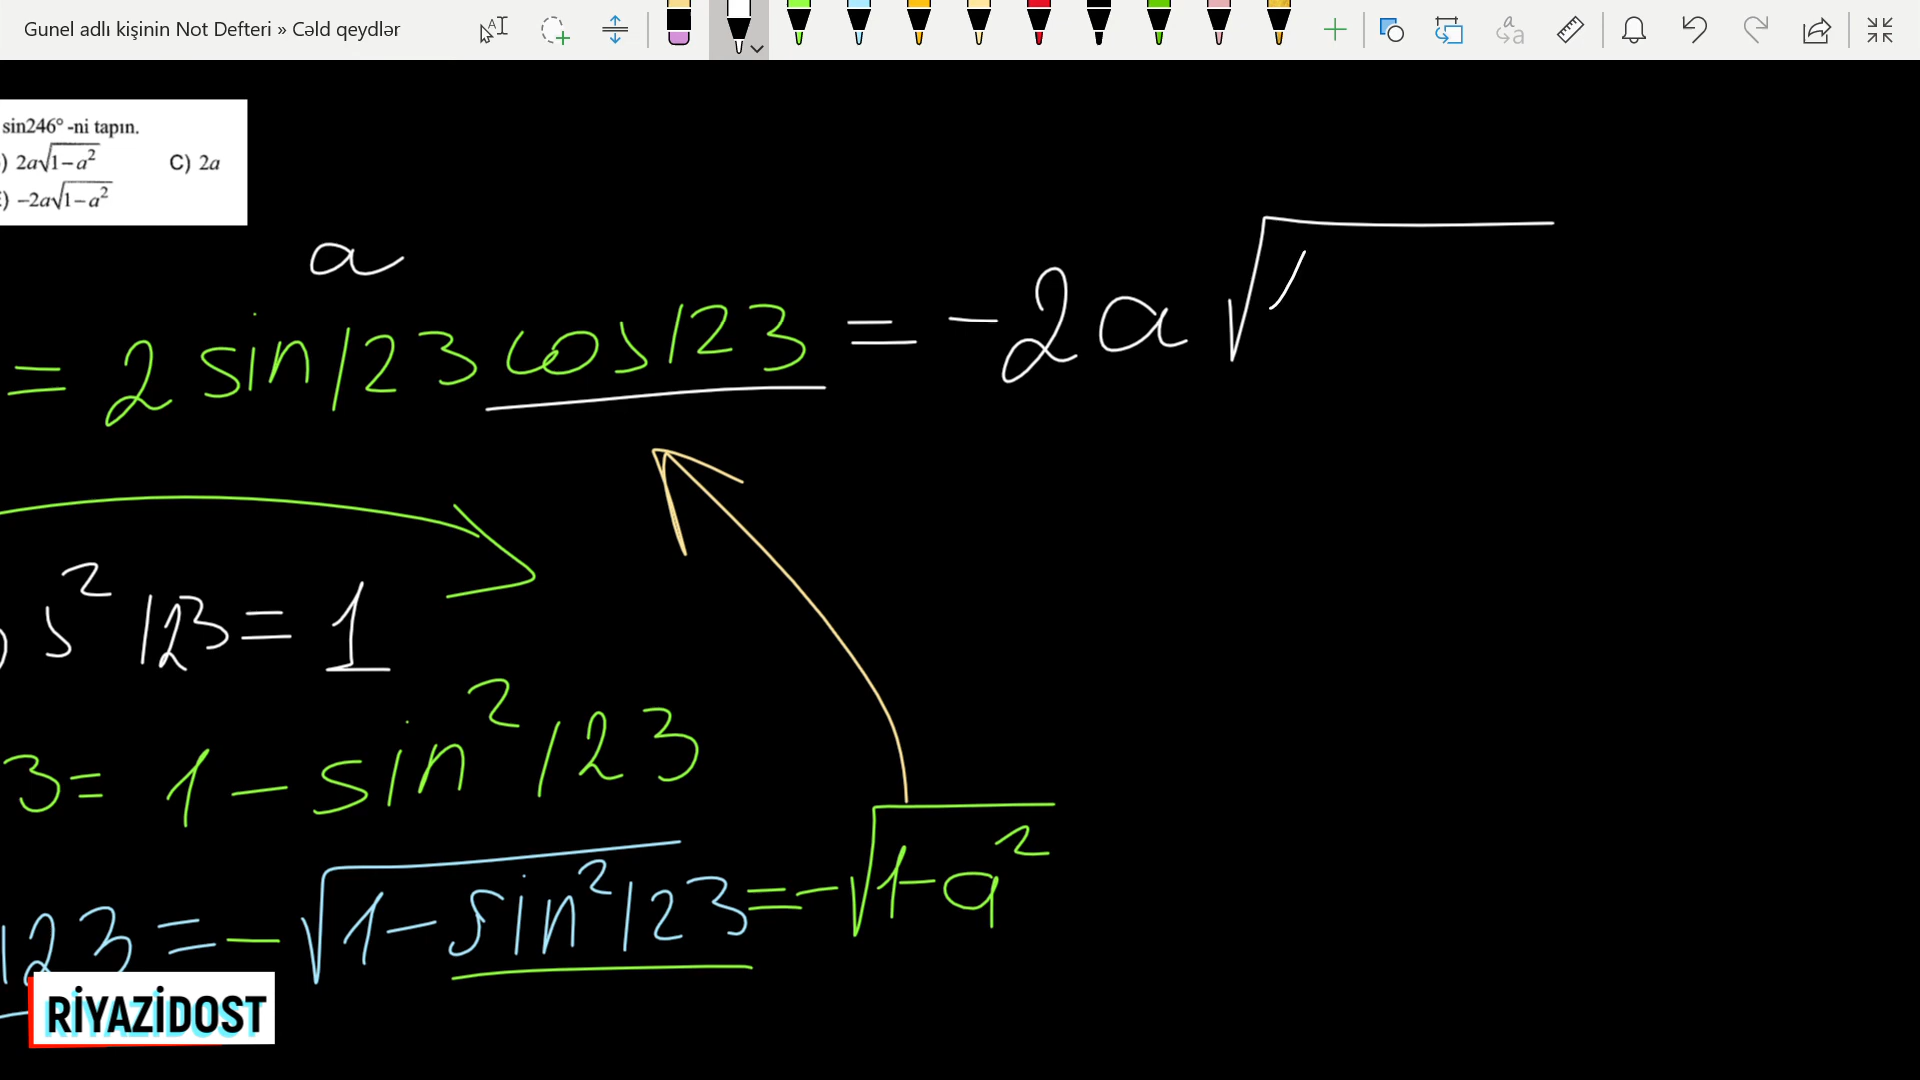 Gunel adlı kişinin Not Defteri » Cəld qeydlər
sin246° -ni tapın.
) 2a√1−a² C) 2a
) −2a√1−a²
a
= 2 sin123 cos123 = −2a √
s² 123 = 1
3 = 1 − sin² 123
123 = − √1 − sin² 123 = − √1−a²
RİYAZİDOST